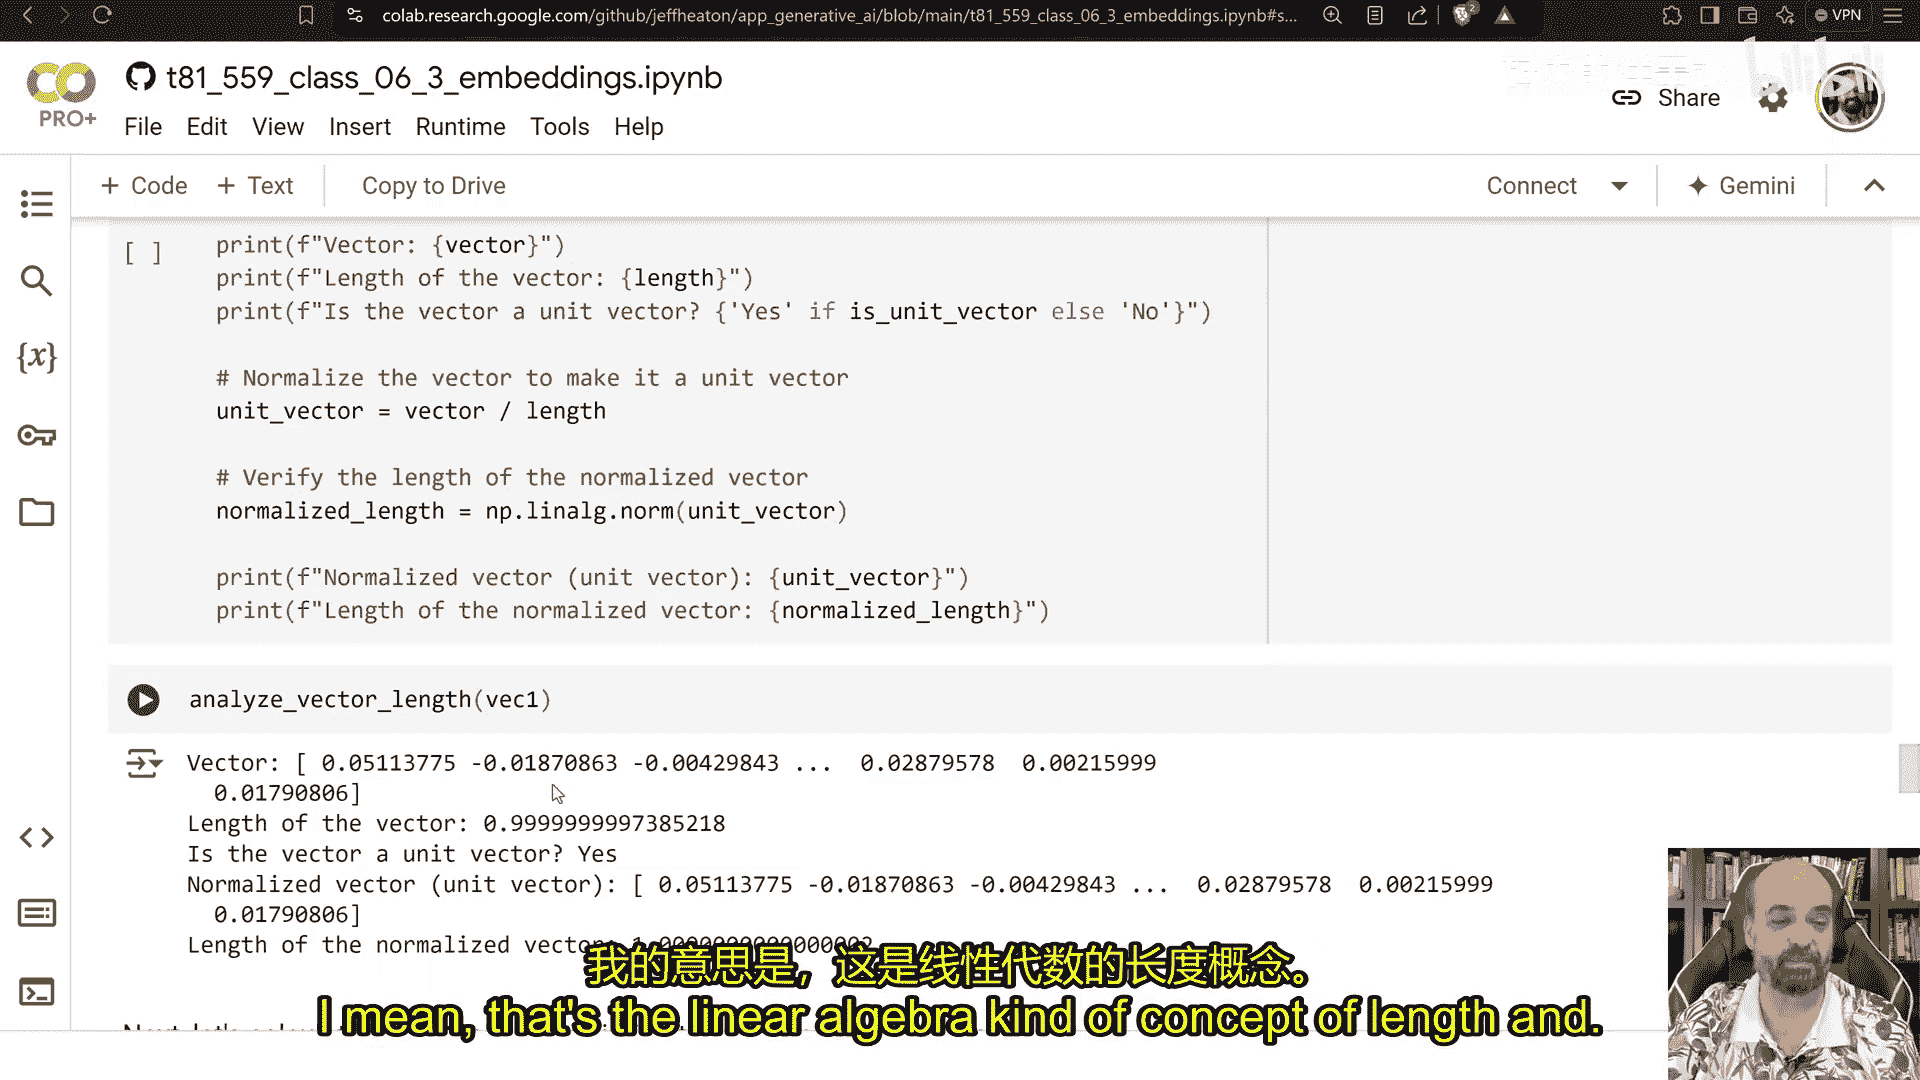 colab.research.google.com/github/jeffheaton/app_generative_ai/blob/main/t81_559_class_06_3_embeddings.ipynb#s...
2
VPN
t81_559_class_06_3_embeddings.ipynb
bilibili
PRO+
File Edit View Insert Runtime Tools Help
Share
+ Code + Text Copy to Drive
Connect
Gemini
[ ] print(f"Vector: {vector}")
print(f"Length of the vector: {length}")
print(f"Is the vector a unit vector? {'Yes' if is_unit_vector else 'No'}")
# Normalize the vector to make it a unit vector
unit_vector = vector / length
# Verify the length of the normalized vector
normalized_length = np.linalg.norm(unit_vector)
print(f"Normalized vector (unit vector): {unit_vector}")
print(f"Length of the normalized vector: {normalized_length}")
{x}
analyze_vector_length(vec1)
Vector: [ 0.05113775 -0.01870863 -0.00429843 ... 0.02879578 0.00215999
0.01790806]
Length of the vector: 0.9999999997385218
Is the vector a unit vector? Yes
Normalized vector (unit vector): [ 0.05113775 -0.01870863 -0.00429843 ... 0.02879578 0.00215999
0.01790806]
Length of the normalized vector:
我的意思是，这是线性代数的长度概念。
I mean, that's the linear algebra kind of concept of length and.